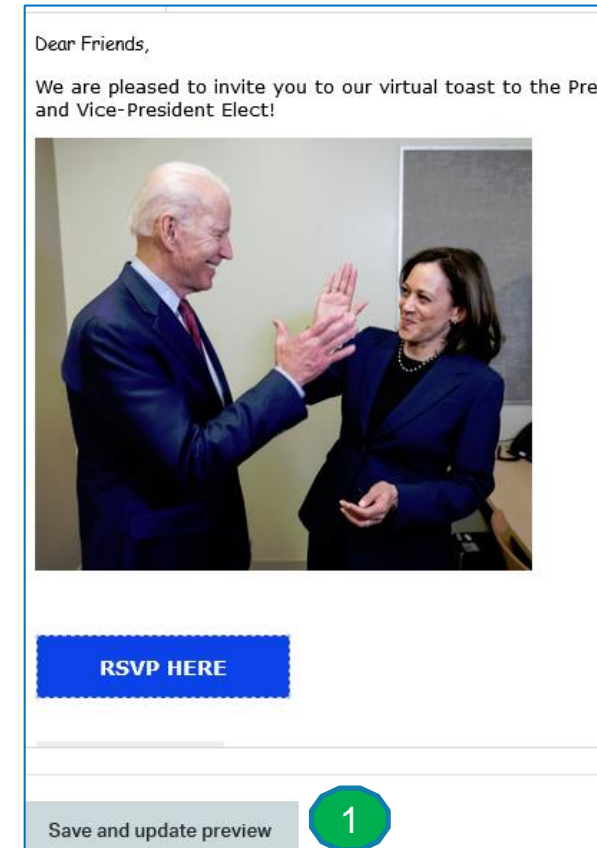 Dear Friends,
We are pleased to invite you to our virtual toast to the
and Vice-President Elect!
RSVP HERE
Save and update preview
1